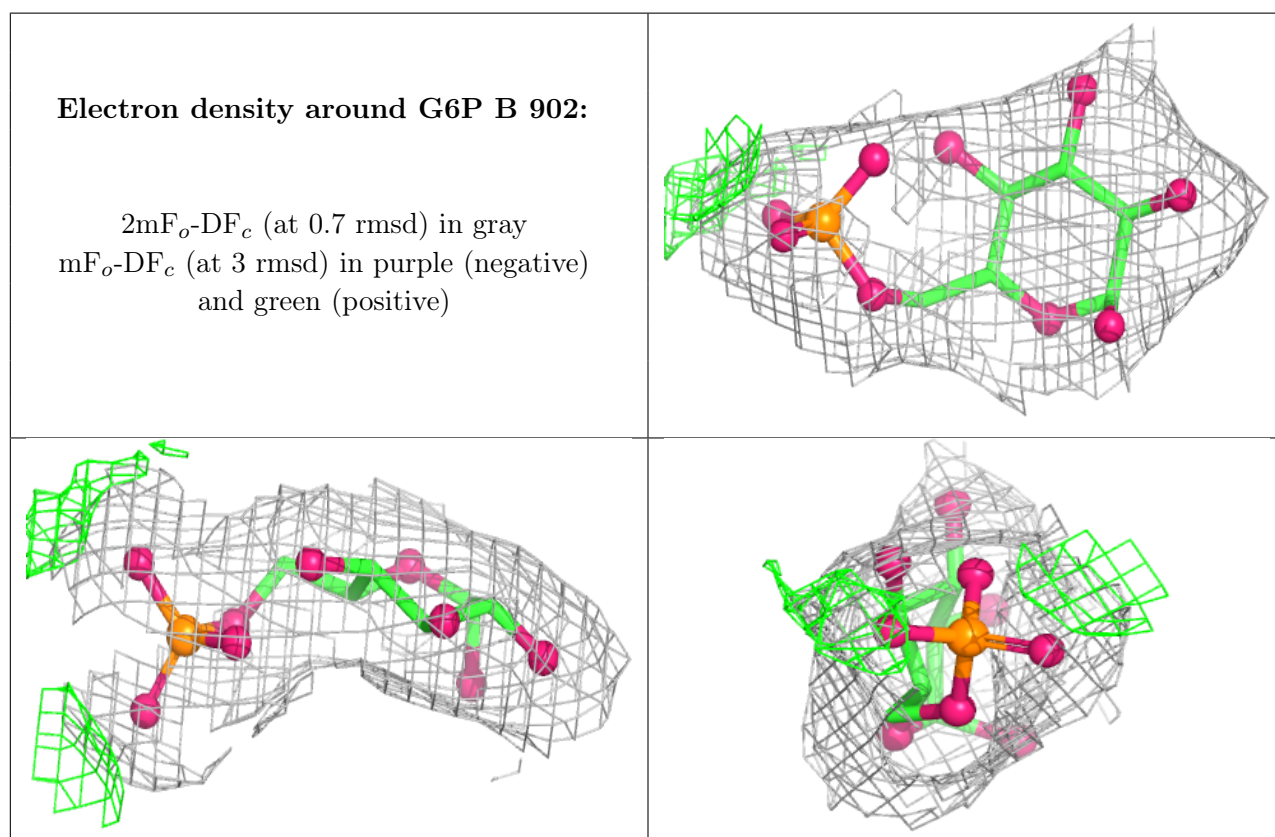 Electron density around G6P B 902:
2mFₒ-DF𝒸 (at 0.7 rmsd) in gray
mFₒ-DF𝒸 (at 3 rmsd) in purple (negative)
and green (positive)